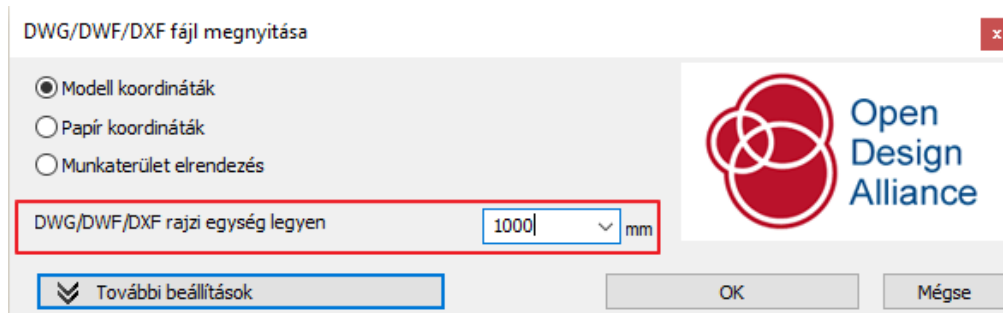 DWG/DWF/DXF fájl megnyitása
x
Modell koordináták
Papír koordináták
Munkaterület elrendezés
Open
Design
Alliance
DWG/DWF/DXF rajzi egység legyen 1000 mm
További beállítások OK Mégse